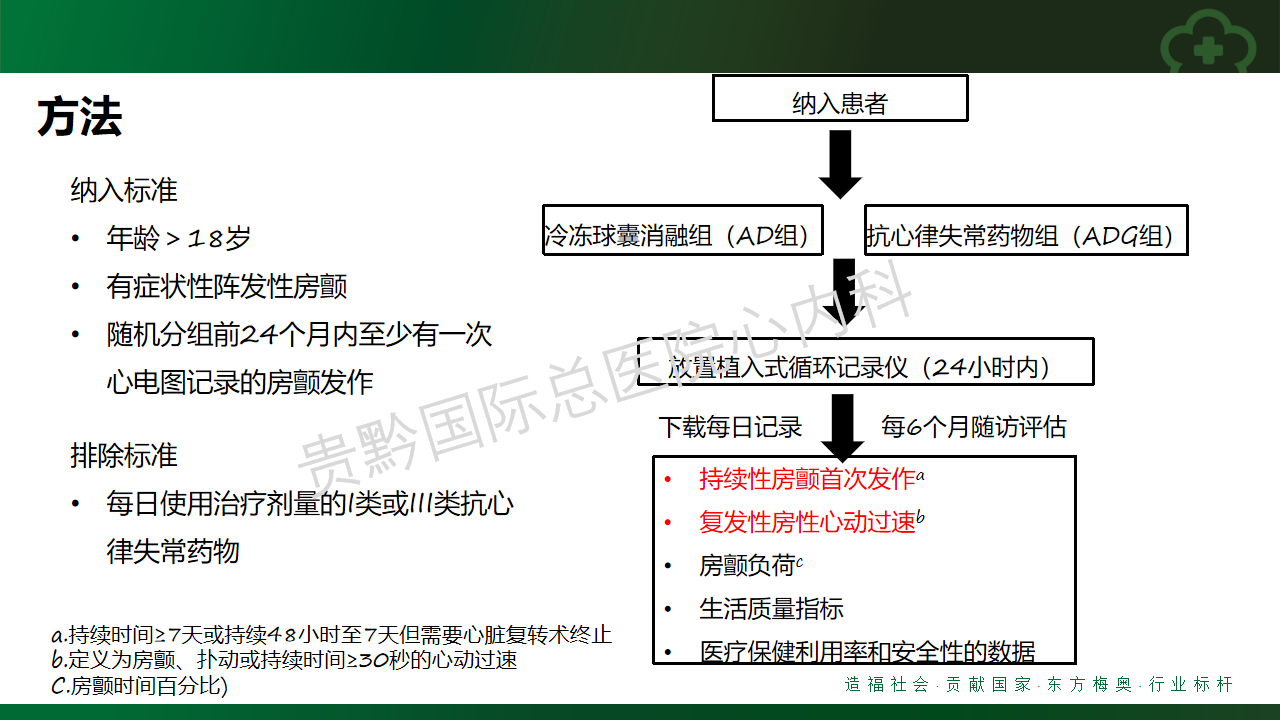 方法
纳入标准
• 年龄＞18岁
• 有症状性阵发性房颤
• 随机分组前24个月内至少有一次
心电图记录的房颤发作
排除标准
• 每日使用治疗剂量的I类或III类抗心
律失常药物
a.持续时间≥7天或持续48小时至7天但需要心脏复转术终止
b.定义为房颤、扑动或持续时间≥30秒的心动过速
C.房颤时间百分比)
纳入患者
冷冻球囊消融组（AD组）
抗心律失常药物组（ADG组）
放置植入式循环记录仪（24小时内）
下载每日记录
每6个月随访评估
• 持续性房颤首次发作a
• 复发性房性心动过速b
• 房颤负荷c
• 生活质量指标
• 医疗保健利用率和安全性的数据
贵黔国际总医院心内科
造福社会·贡献国家·东方梅奥·行业标杆